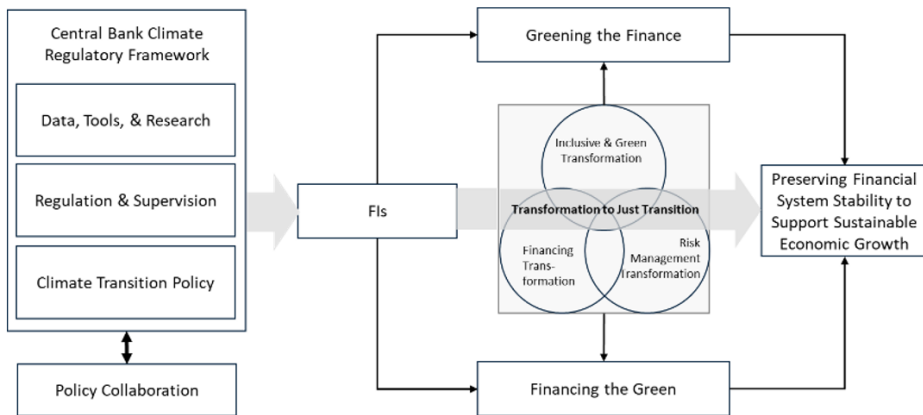 Central Bank Climate
Regulatory Framework
Data, Tools, & Research
Regulation & Supervision
Climate Transition Policy
Policy Collaboration
FIs
Greening the Finance
Inclusive & Green
Transformation
Transformation to Just Transition
Financing
Trans-
formation
Risk
Management
Transformation
Financing the Green
Preserving Financial
System Stability to
Support Sustainable
Economic Growth